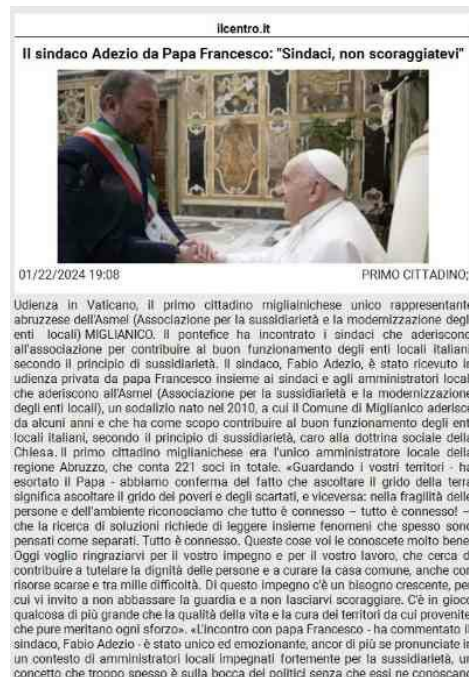 ilcentro.it
Il sindaco Adezio da Papa Francesco: "Sindaci, non scoraggiatevi"
01/22/2024 19:08 PRIMO CITTADINO;
Udienza in Vaticano, il primo cittadino miglianichese unico rappresentante
abruzzese dell'Asmel (Associazione per la sussidiarietà e la modernizzazione degli
enti locali) MIGLIANICO. Il pontefice ha incontrato i sindaci che aderiscono
all'associazione per contribuire al buon funzionamento degli enti locali italiani,
secondo il principio di sussidiarietà. Il sindaco, Fabio Adezio, è stato ricevuto in
udienza privata da papa Francesco insieme ai sindaci e agli amministratori locali
che aderiscono all'Asmel (Associazione per la sussidiarietà e la modernizzazione
degli enti locali), un sodalizio nato nel 2010, a cui il Comune di Miglianico aderisce
da alcuni anni e che ha come scopo contribuire al buon funzionamento degli enti
locali italiani, secondo il principio di sussidiarietà, caro alla dottrina sociale della
Chiesa. Il primo cittadino miglianichese era l'unico amministratore locale della
regione Abruzzo, che conta 221 soci in totale. «Guardando i vostri territori - ha
esortato il Papa - abbiamo conferma del fatto che ascoltare il grido della terra
significa ascoltare il grido dei poveri e degli scartati, e viceversa: nella fragilità delle
persone e dell'ambiente riconosciamo che tutto è connesso – tutto è connesso! –
che la ricerca di soluzioni richiede di leggere insieme fenomeni che spesso sono
pensati come separati. Tutto è connesso. Queste cose voi le conoscete molto bene.
Oggi voglio ringraziarvi per il vostro impegno e per il vostro lavoro, che cerca di
contribuire a tutelare la dignità delle persone e a curare la casa comune, anche con
risorse scarse e tra mille difficoltà. Di questo impegno c'è un bisogno crescente, per
cui vi invito a non abbassare la guardia e a non lasciarvi scoraggiare. C'è in gioco
qualcosa di più grande che la qualità della vita e la cura dei territori da cui provenite,
che pure meritano ogni sforzo». «L'incontro con papa Francesco - ha commentato il
sindaco, Fabio Adezio - è stato unico ed emozionante, ancor di più se pronunciate in
un contesto di amministratori locali impegnati fortemente per la sussidiarietà, un
concetto che troppo spesso è sulla bocca dei politici senza che essi ne conoscano